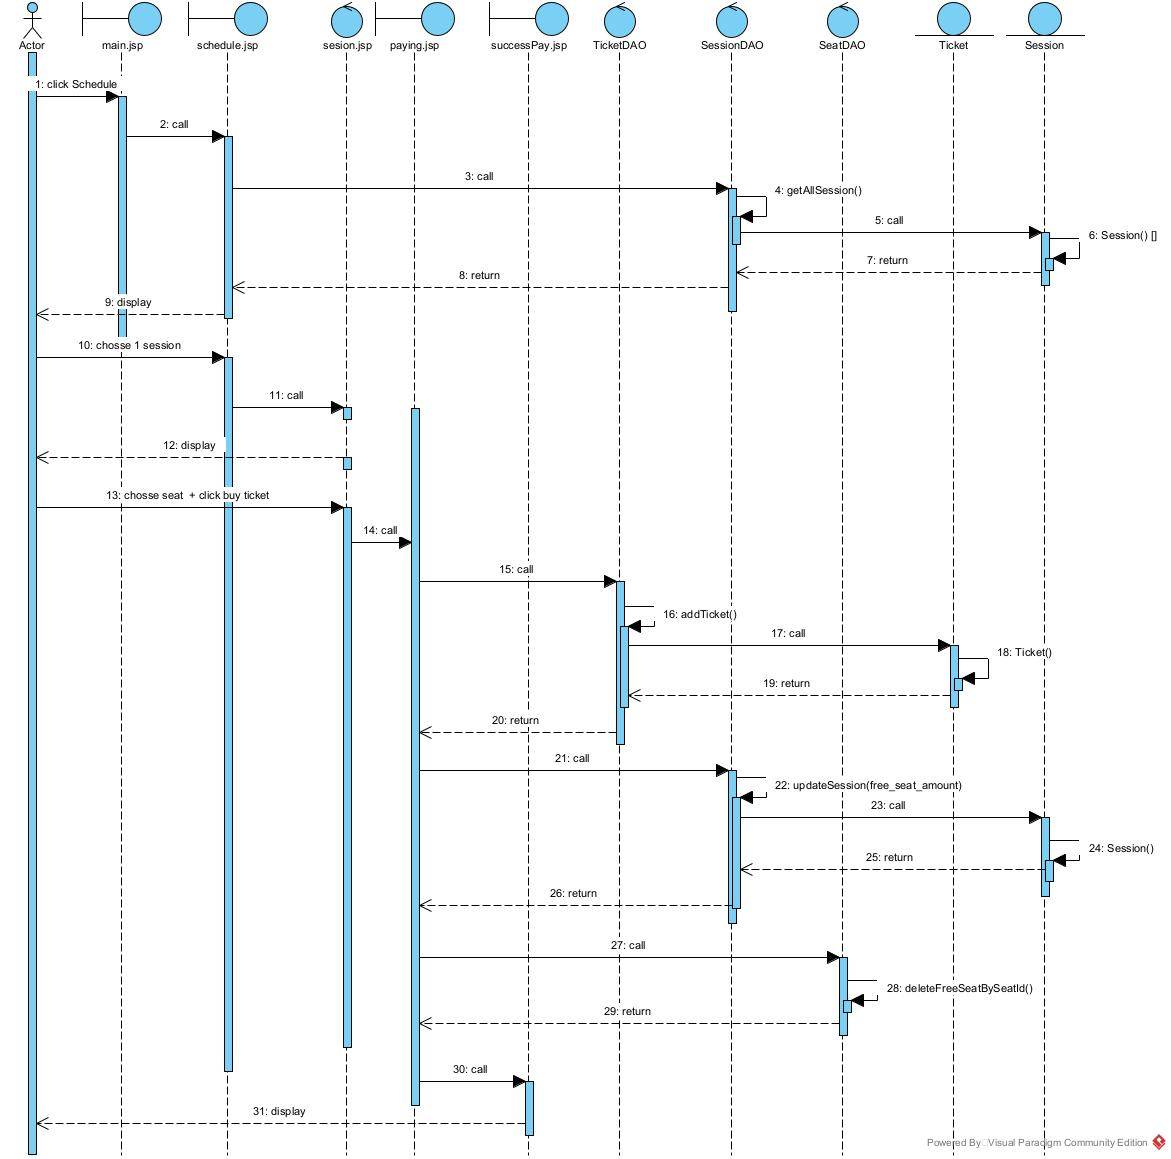 Actor
main.jsp
schedule.jsp
sesion.jsp
paying.jsp
successPay.jsp
TicketDAO
SessionDAO
SeatDAO
Ticket
Session
1: click Schedule
2: call
3: call
4: getAllSession()
5: call
6: Session() []
7: return
8: return
9: display
10: chosse 1 session
11: call
12: display
13: chosse seat + click buy ticket
14: call
15: call
16: addTicket()
17: call
18: Ticket()
19: return
20: return
21: call
22: updateSession(free_seat_amount)
23: call
24: Session()
25: return
26: return
27: call
28: deleteFreeSeatBySeatId()
29: return
30: call
31: display
Powered By Visual Paradigm Community Edition